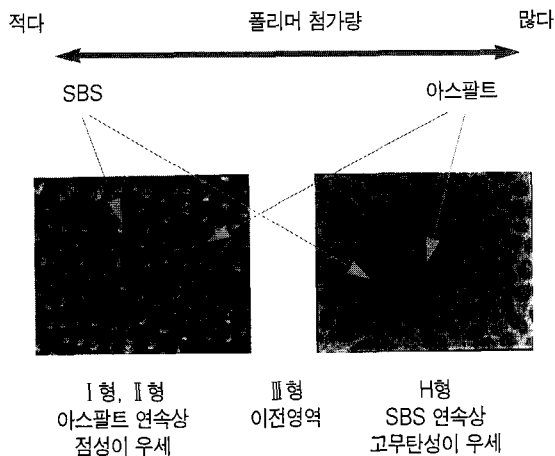 적다 폴리머 첨가량 많다
SBS 아스팔트
Ⅰ형, Ⅱ형 Ⅲ형 H형
아스팔트 연속상 이전영역 SBS 연속상
점성이 우세 고무탄성이 우세